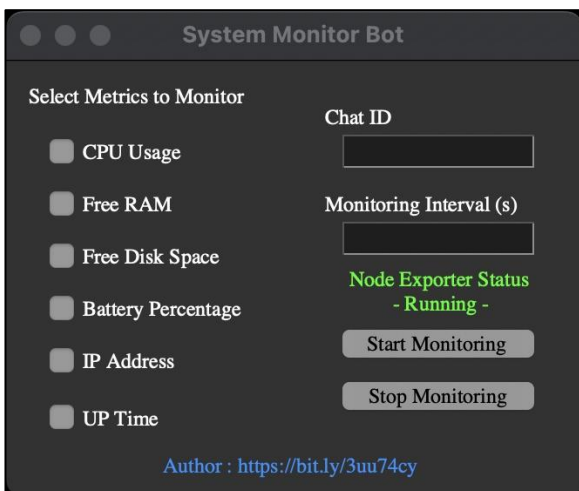 System Monitor Bot
Select Metrics to Monitor
CPU Usage
Free RAM
Free Disk Space
Battery Percentage
IP Address
UP Time
Chat ID
Monitoring Interval (s)
Node Exporter Status
- Running -
Start Monitoring
Stop Monitoring
Author : https://bit.ly/3uu74cy